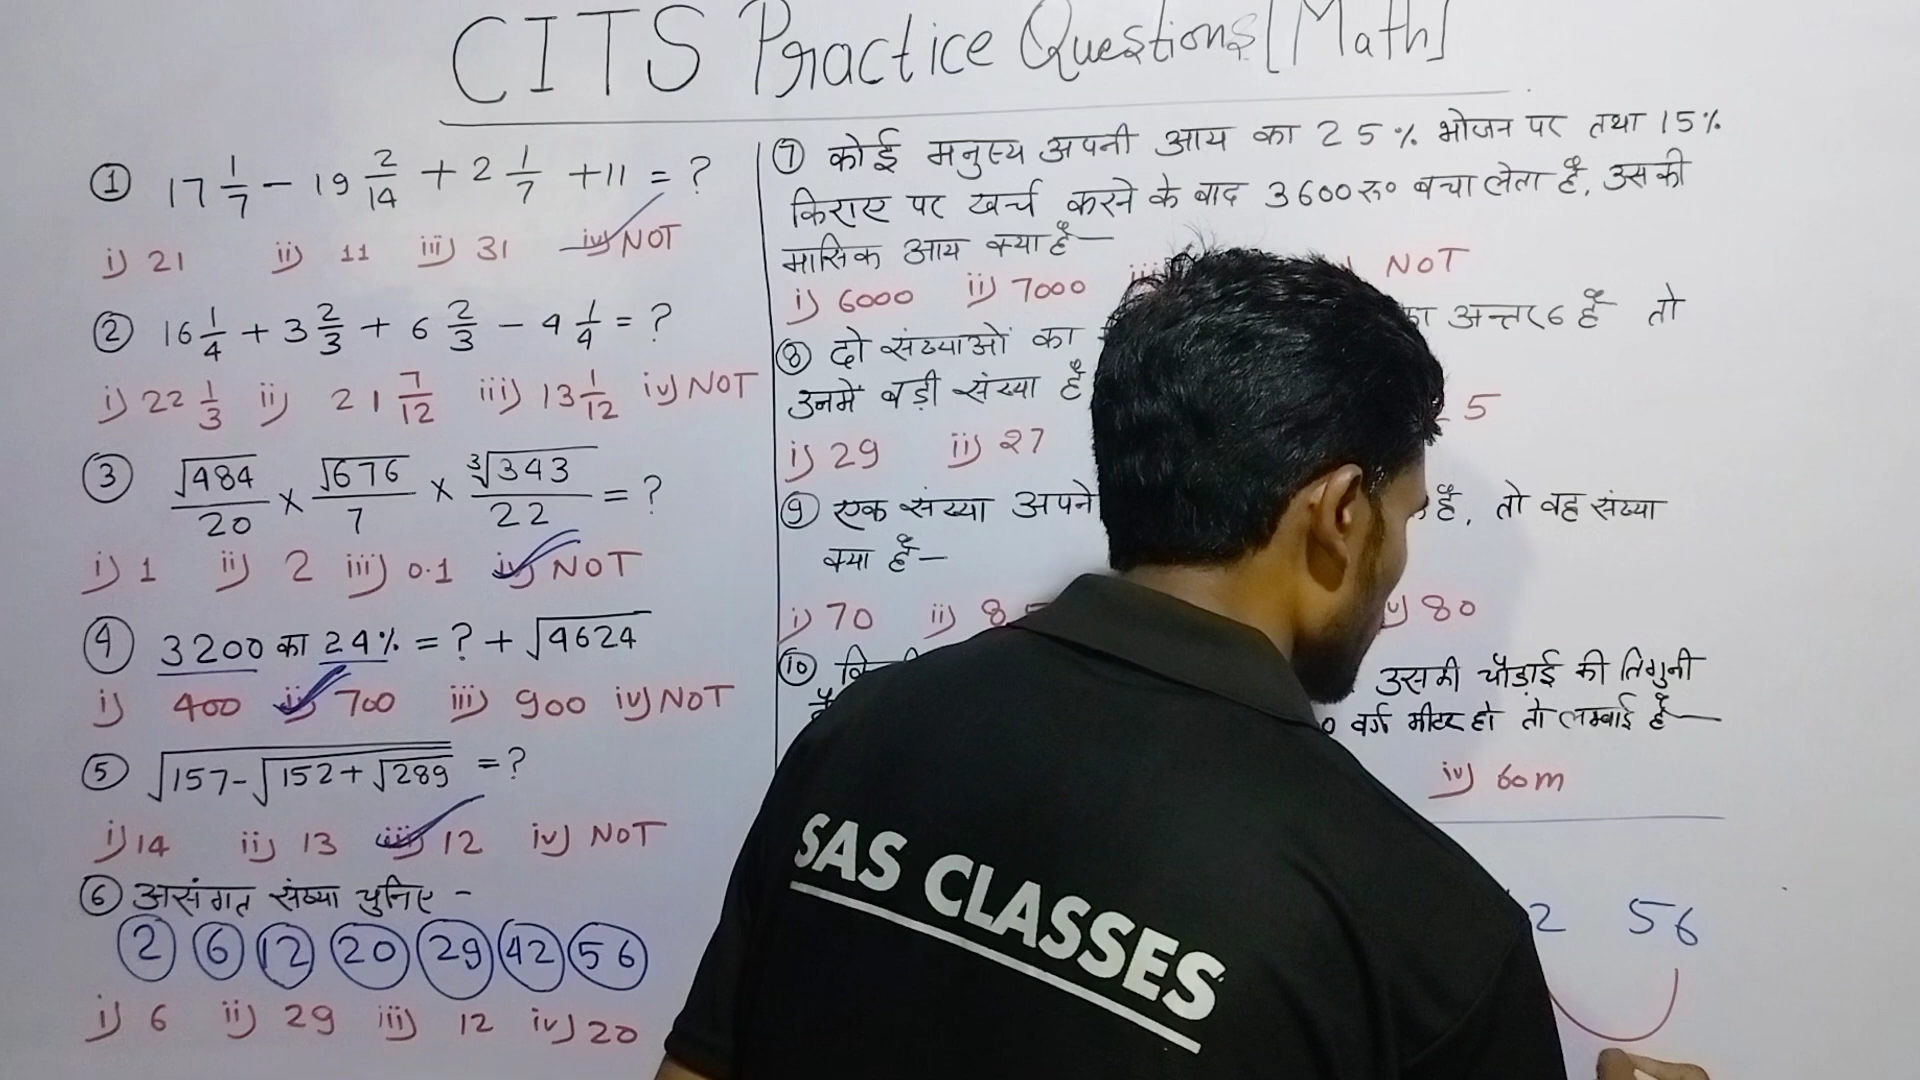 CITS Practice Questions [Math]
① 17 1/7 - 19 2/14 + 2 1/7 + 11 = ?
i) 21 ii) 11 iii) 31 iv) NOT
② 16 1/4 + 3 2/3 + 6 2/3 - 4 1/4 = ?
i) 22 1/3 ii) 21 7/12 iii) 13 1/12 iv) NOT
③ √484/20 × √676/7 × ∛343/22 = ?
i) 1 ii) 2 iii) 0.1 iv) NOT
④ 3200 का 24% = ? + √4624
i) 400 ii) 700 iii) 900 iv) NOT
⑤ √157-√152+√289 = ?
i) 14 ii) 13 iii) 12 iv) NOT
⑥ असंगत संख्या चुनिए -
2 6 12 20 29 42 56
i) 6 ii) 29 iii) 12 iv) 20
⑦ कोई मनुस्य अपनी आय का 25% भोजन पर तथा 15%
किराए पर खर्च करने के बाद 3600 रु० बचा लेता है, उसकी
मासिक आय क्या है—
i) 6000 ii) 7000 NOT
⑧ दो संख्याओं का अन्तर 6 है तो
उनमें बड़ी संख्या है
i) 29 ii) 27 5
⑨ एक संख्या अपने है, तो वह संख्या
क्या है—
i) 70 ii) 8 80
⑩ उसकी चौड़ाई की तिगुनी
वर्ग मीटर हो तो लम्बाई है—
iv) 60m
2 56
SAS CLASSES